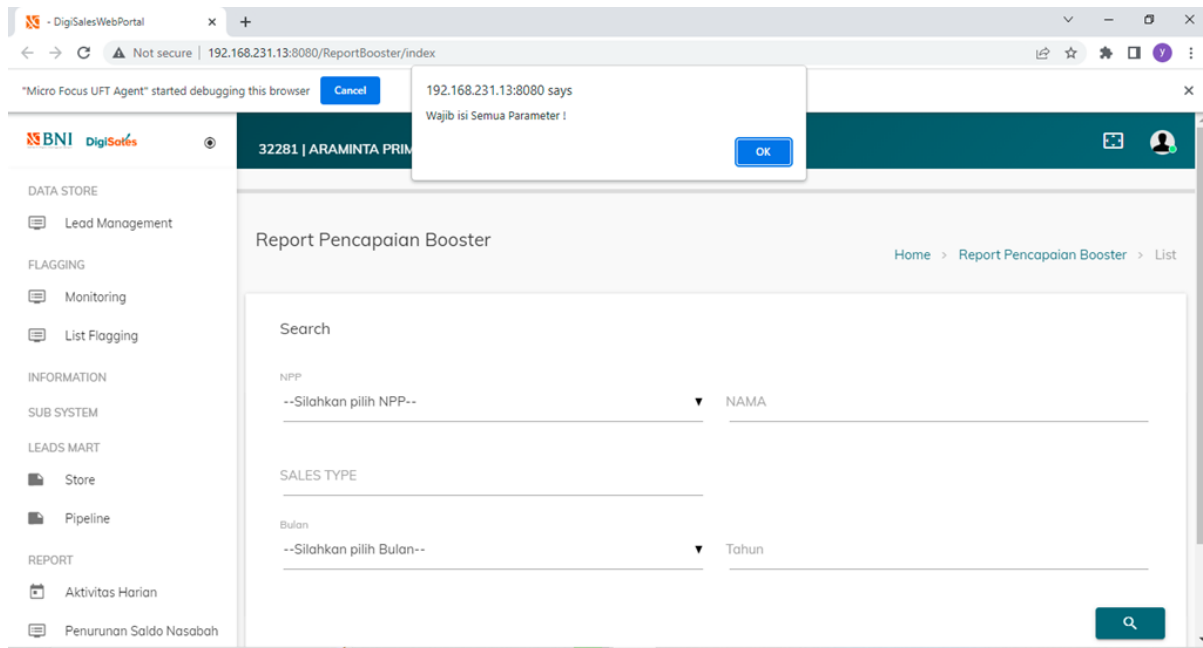 - DigiSalesWebPortal
Not secure | 192.168.231.13:8080/ReportBooster/index
y
"Micro Focus UFT Agent" started debugging this browser Cancel
192.168.231.13:8080 says
Wajib isi Semua Parameter !
OK
BNI DigiSales
32281 | ARAMINTA PRIM
DATA STORE
Lead Management
FLAGGING
Monitoring
List Flagging
INFORMATION
SUB SYSTEM
LEADS MART
Store
Pipeline
REPORT
Aktivitas Harian
Penurunan Saldo Nasabah
Report Pencapaian Booster
Home > Report Pencapaian Booster > List
Search
NPP
--Silahkan pilih NPP--
NAMA
SALES TYPE
Bulan
--Silahkan pilih Bulan--
Tahun